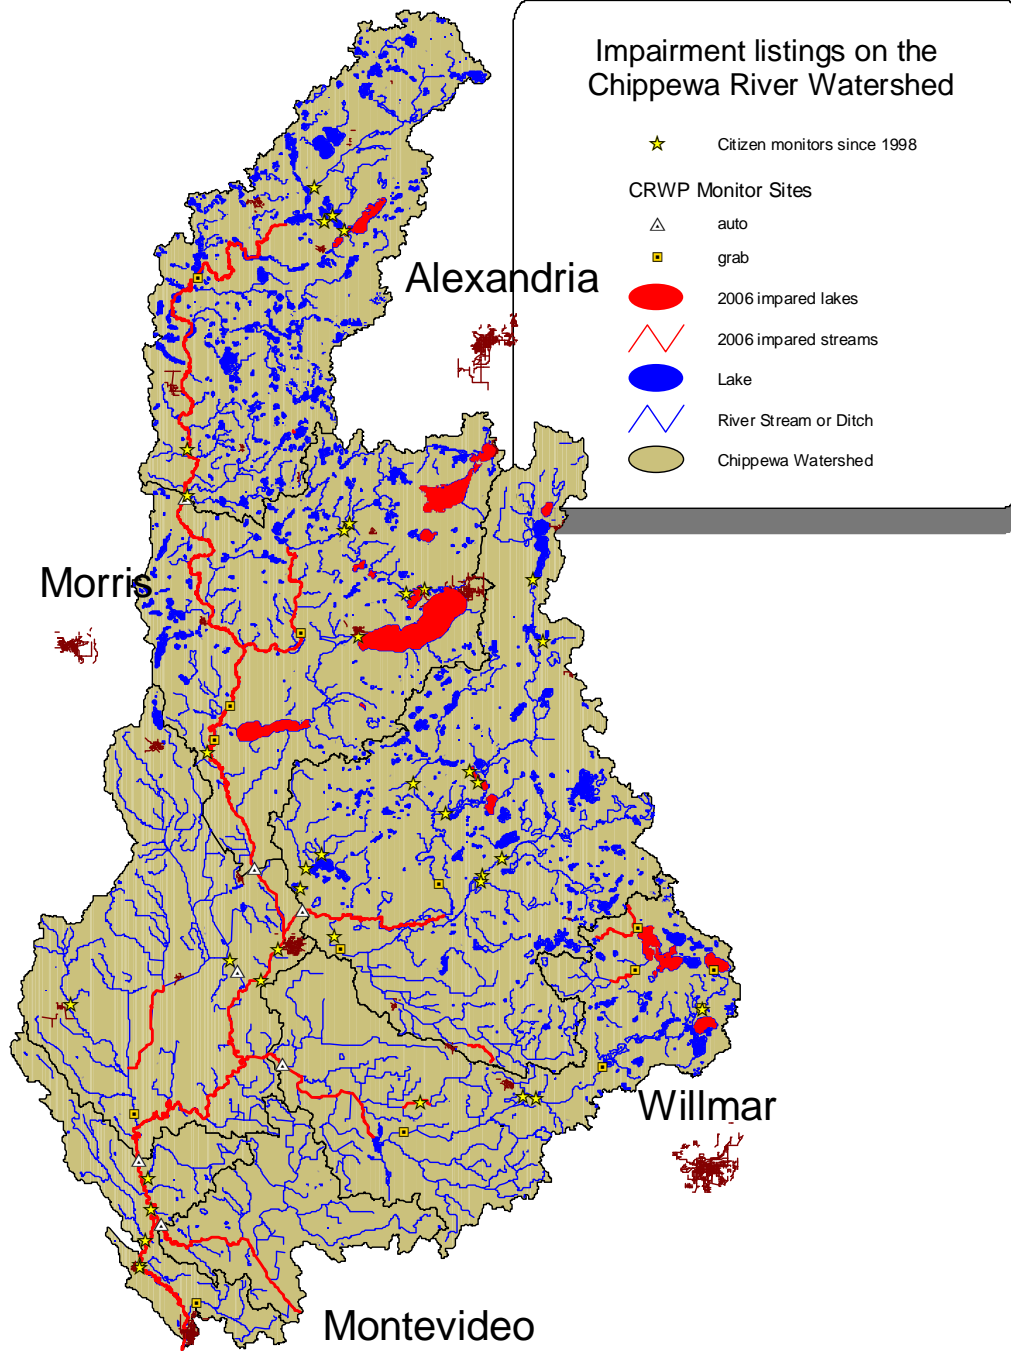 Impairment listings on the
Chippewa River Watershed
Citizen monitors since 1998
CRWP Monitor Sites
auto
grab
2006 impared lakes
2006 impared streams
Lake
River Stream or Ditch
Chippewa Watershed
Alexandria
Morris
Willmar
Montevideo